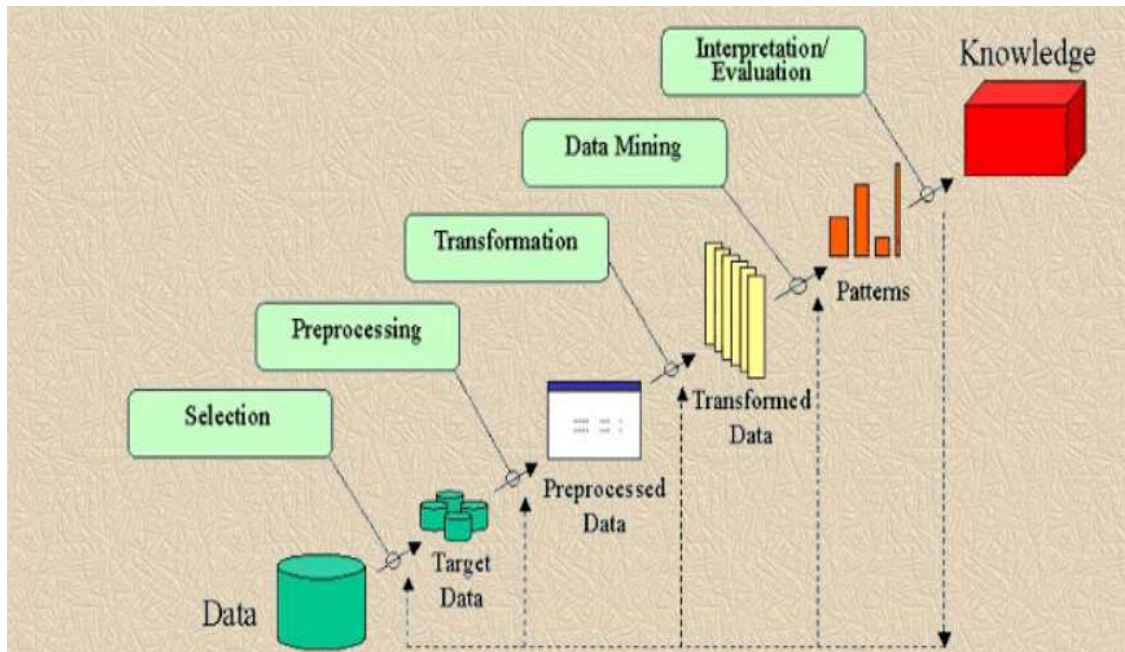 Interpretation/
Evaluation
Knowledge
Data Mining
Transformation
Patterns
Preprocessing
Transformed
Data
Selection
Preprocessed
Data
Target
Data
Data